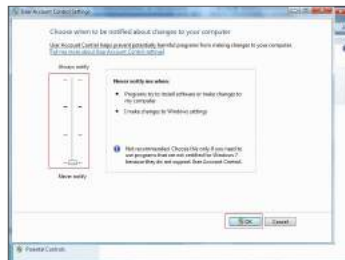 User Account Control Settings
Choose when to be notified about changes to your computer
User Account Control helps prevent potentially harmful programs from making changes to your computer.
Tell me more about User Account Control settings
Always notify
Never notify me when:
Programs try to install software or make changes to my computer
I make changes to Windows settings
Not recommended. Choose this only if you need to use programs that are not certified for Windows 7 because they do not support User Account Control.
Never notify
OK
Cancel
Parental Controls